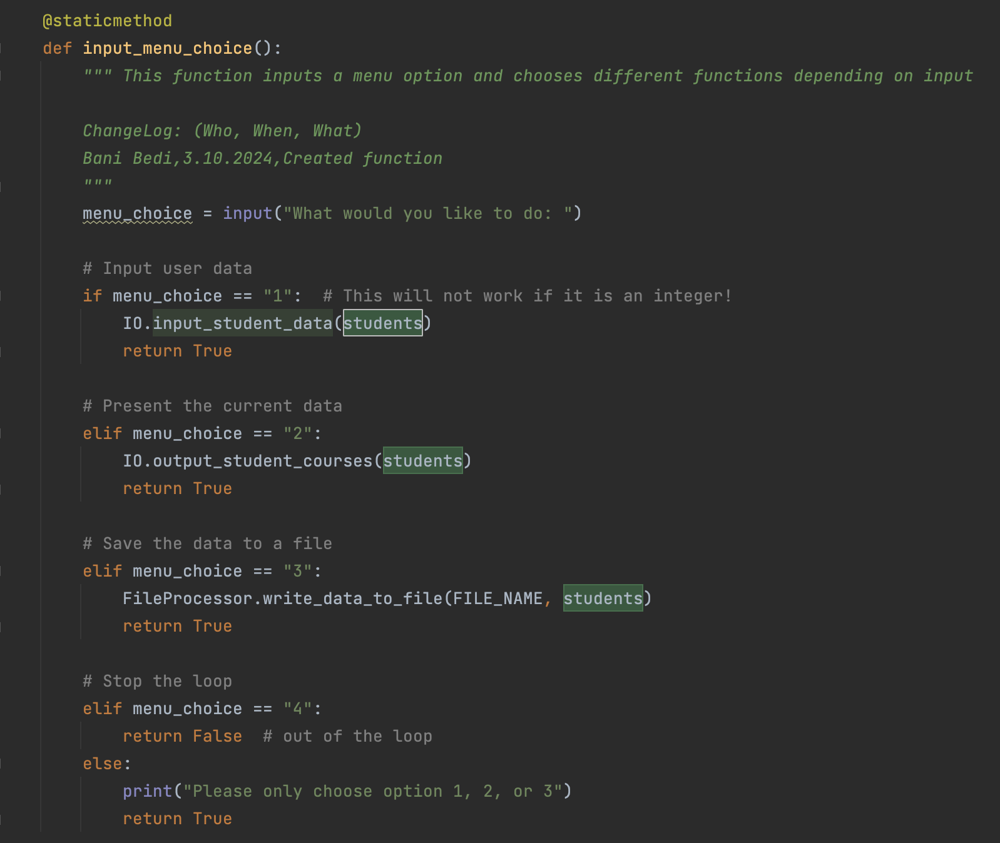 @staticmethod
def input_menu_choice():
""" This function inputs a menu option and chooses different functions depending on input
ChangeLog: (Who, When, What)
Bani Bedi,3.10.2024,Created function
"""
menu_choice = input("What would you like to do: ")
# Input user data
if menu_choice == "1":  # This will not work if it is an integer!
IO.input_student_data(students)
return True
# Present the current data
elif menu_choice == "2":
IO.output_student_courses(students)
return True
# Save the data to a file
elif menu_choice == "3":
FileProcessor.write_data_to_file(FILE_NAME, students)
return True
# Stop the loop
elif menu_choice == "4":
return False  # out of the loop
else:
print("Please only choose option 1, 2, or 3")
return True